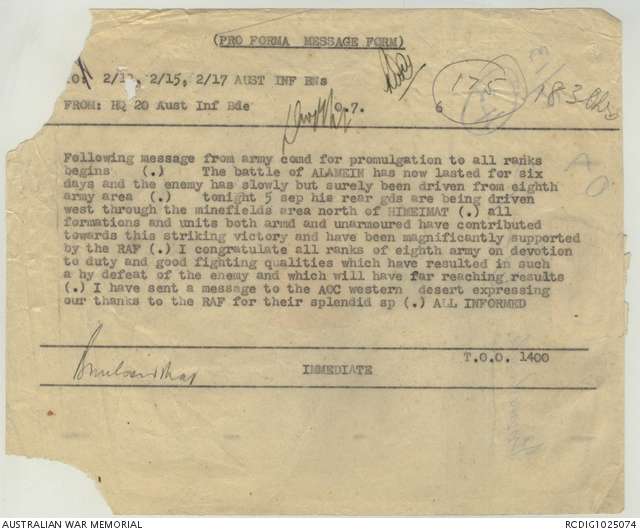 (PRO FORMA MESSAGE FORM)
TO: 2/13, 2/15, 2/17 AUST INF BNs
175
1838hrs
FROM: HQ 20 Aust Inf Bde O.7. 6
Following message from army comd for promulgation to all ranks
begins (.) The battle of ALAMEIN has now lasted for six
days and the enemy has slowly but surely been driven from eighth
army area (.) tonight 5 sep his rear gds are being driven
west through the minefields area north of HIMEIMAT (.) all
formations and units both armd and unarmoured have contributed
towards this striking victory and have been magnificently supported
by the RAF (.) I congratulate all ranks of eighth army on devotion
to duty and good fighting qualities which have resulted in such
a hy defeat of the enemy and which will have far reaching results
(.) I have sent a message to the AOC western desert expressing
our thanks to the RAF for their splendid sp (.) ALL INFORMED
T.O.O. 1400
IMMEDIATE
AUSTRALIAN WAR MEMORIAL
RCDIG1025074